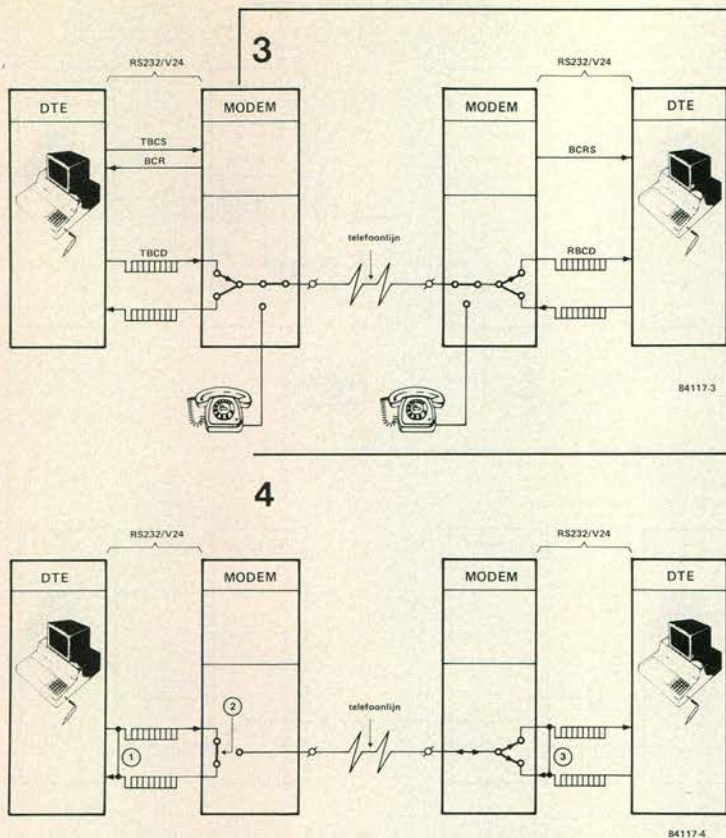 3
RS232/V24
RS232/V24
DTE
MODEM
MODEM
DTE
TBCS
BCR
BCRS
TBCD
telefoonlijn
RBCD
84117-3
4
RS232/V24
RS232/V24
DTE
MODEM
MODEM
DTE
2
telefoonlijn
1
3
84117-4